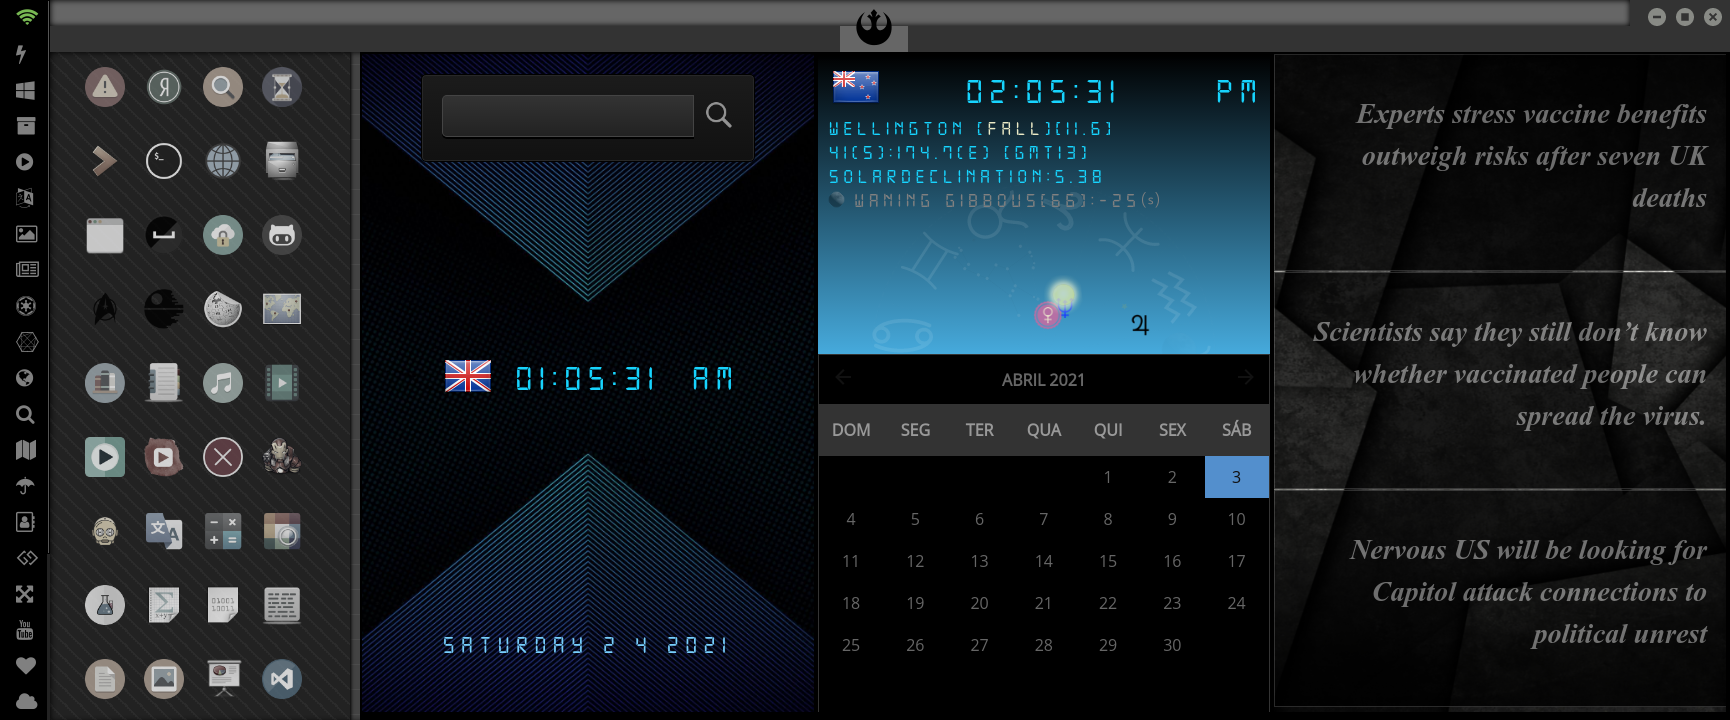 02:05:31 PM
WELLINGTON [FALL][11.6]
41(S):174.7(E) [GMT13]
SOLARDECLINATION:5.38
WANING GIBBOUS[66]:-25(s)
01:05:31 AM
SATURDAY 2 4 2021
ABRIL 2021
DOM SEG TER QUA QUI SEX SÁB
1 2 3
4 5 6 7 8 9 10
11 12 13 14 15 16 17
18 19 20 21 22 23 24
25 26 27 28 29 30
Experts stress vaccine benefits
outweigh risks after seven UK
deaths
Scientists say they still don’t know
whether vaccinated people can
spread the virus.
Nervous US will be looking for
Capitol attack connections to
political unrest
You
Tube
Я
$_
文 A
01001
10011